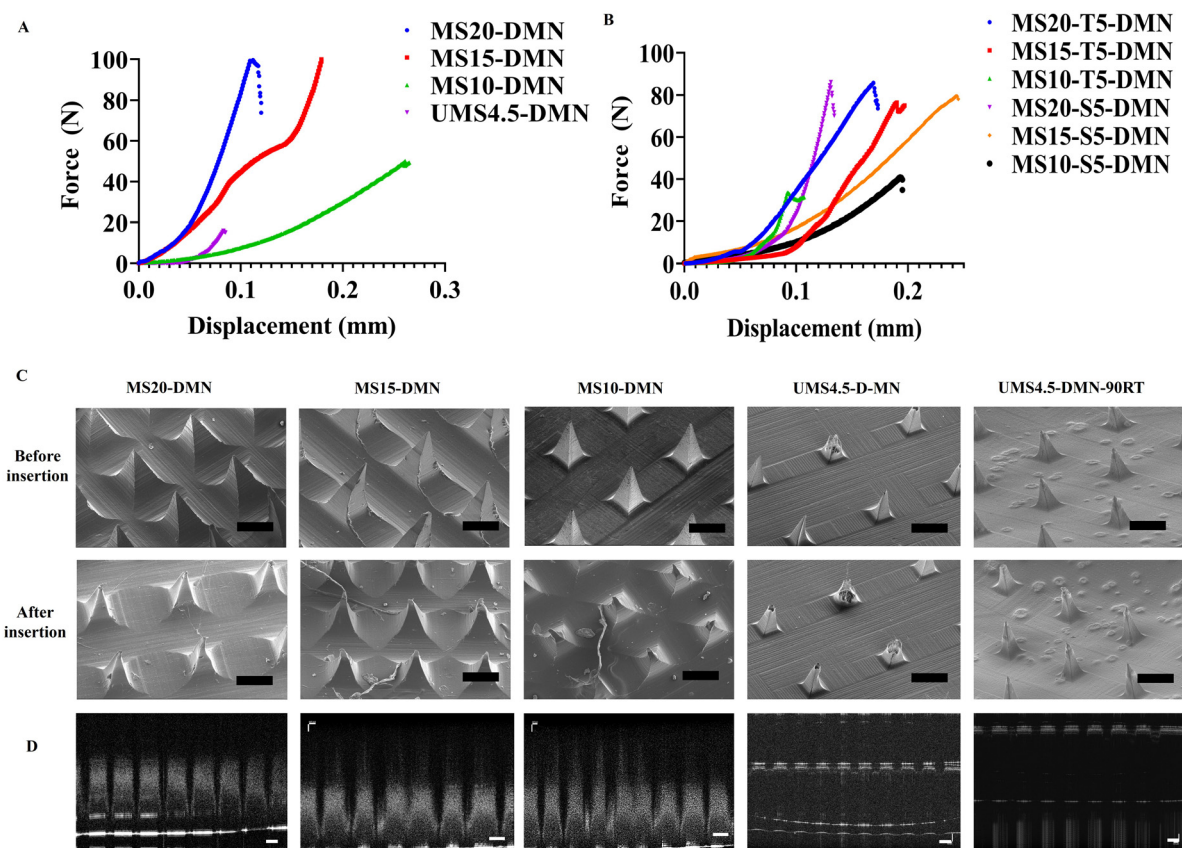 A
MS20-DMN
MS15-DMN
MS10-DMN
UMS4.5-DMN
100
80
60
40
20
0
0.0 0.1 0.2 0.3
Force (N)
Displacement (mm)
B
MS20-T5-DMN
MS15-T5-DMN
MS10-T5-DMN
MS20-S5-DMN
MS15-S5-DMN
MS10-S5-DMN
100
80
60
40
20
0
0.0 0.1 0.2
Force (N)
Displacement (mm)
C
MS20-DMN MS15-DMN MS10-DMN UMS4.5-D-MN UMS4.5-DMN-90RT
Before
insertion
After
insertion
D